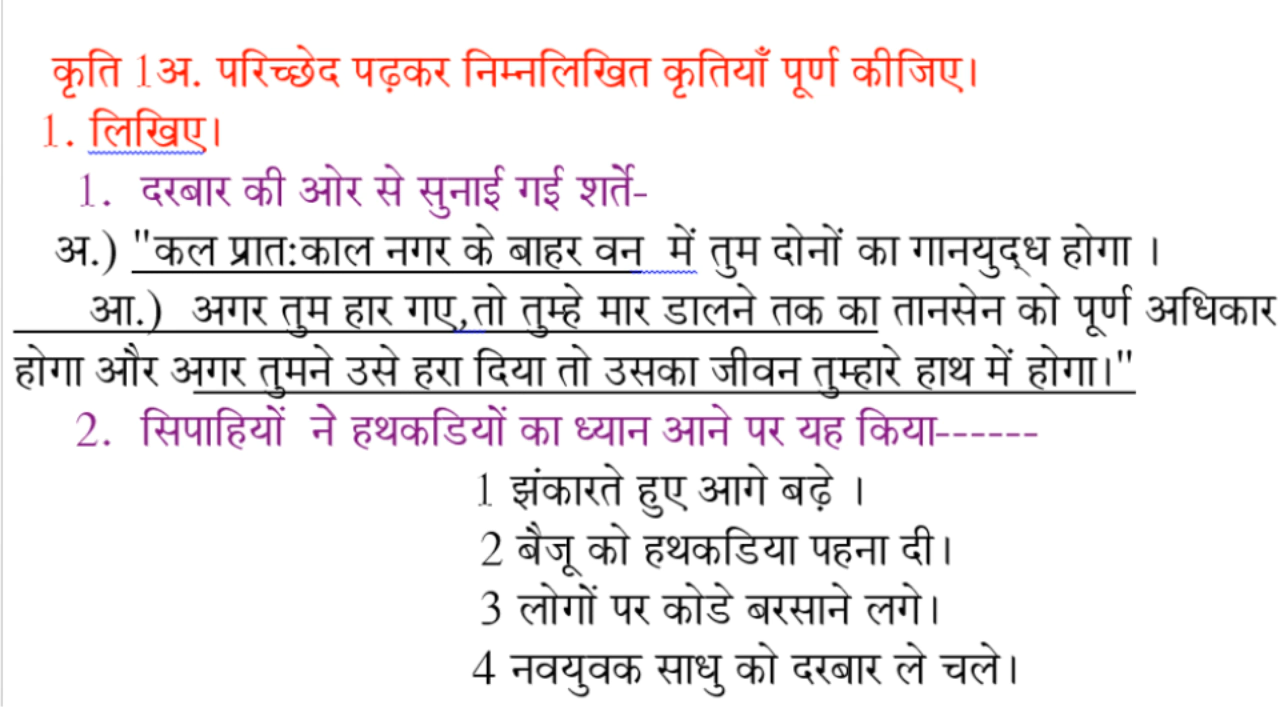 कृति 1अ. परिच्छेद पढ़कर निम्नलिखित कृतियाँ पूर्ण कीजिए।
1. लिखिए।
1. दरबार की ओर से सुनाई गई शर्ते-
अ.) "कल प्रात:काल नगर के बाहर वन में तुम दोनों का गानयुद्ध होगा ।
आ.) अगर तुम हार गए,तो तुम्हे मार डालने तक का तानसेन को पूर्ण अधिकार
होगा और अगर तुमने उसे हरा दिया तो उसका जीवन तुम्हारे हाथ में होगा।"
2. सिपाहियों ने हथकडियों का ध्यान आने पर यह किया------
1 झंकारते हुए आगे बढ़े ।
2 बैजू को हथकडिया पहना दी।
3 लोगों पर कोडे बरसाने लगे।
4 नवयुवक साधु को दरबार ले चले।